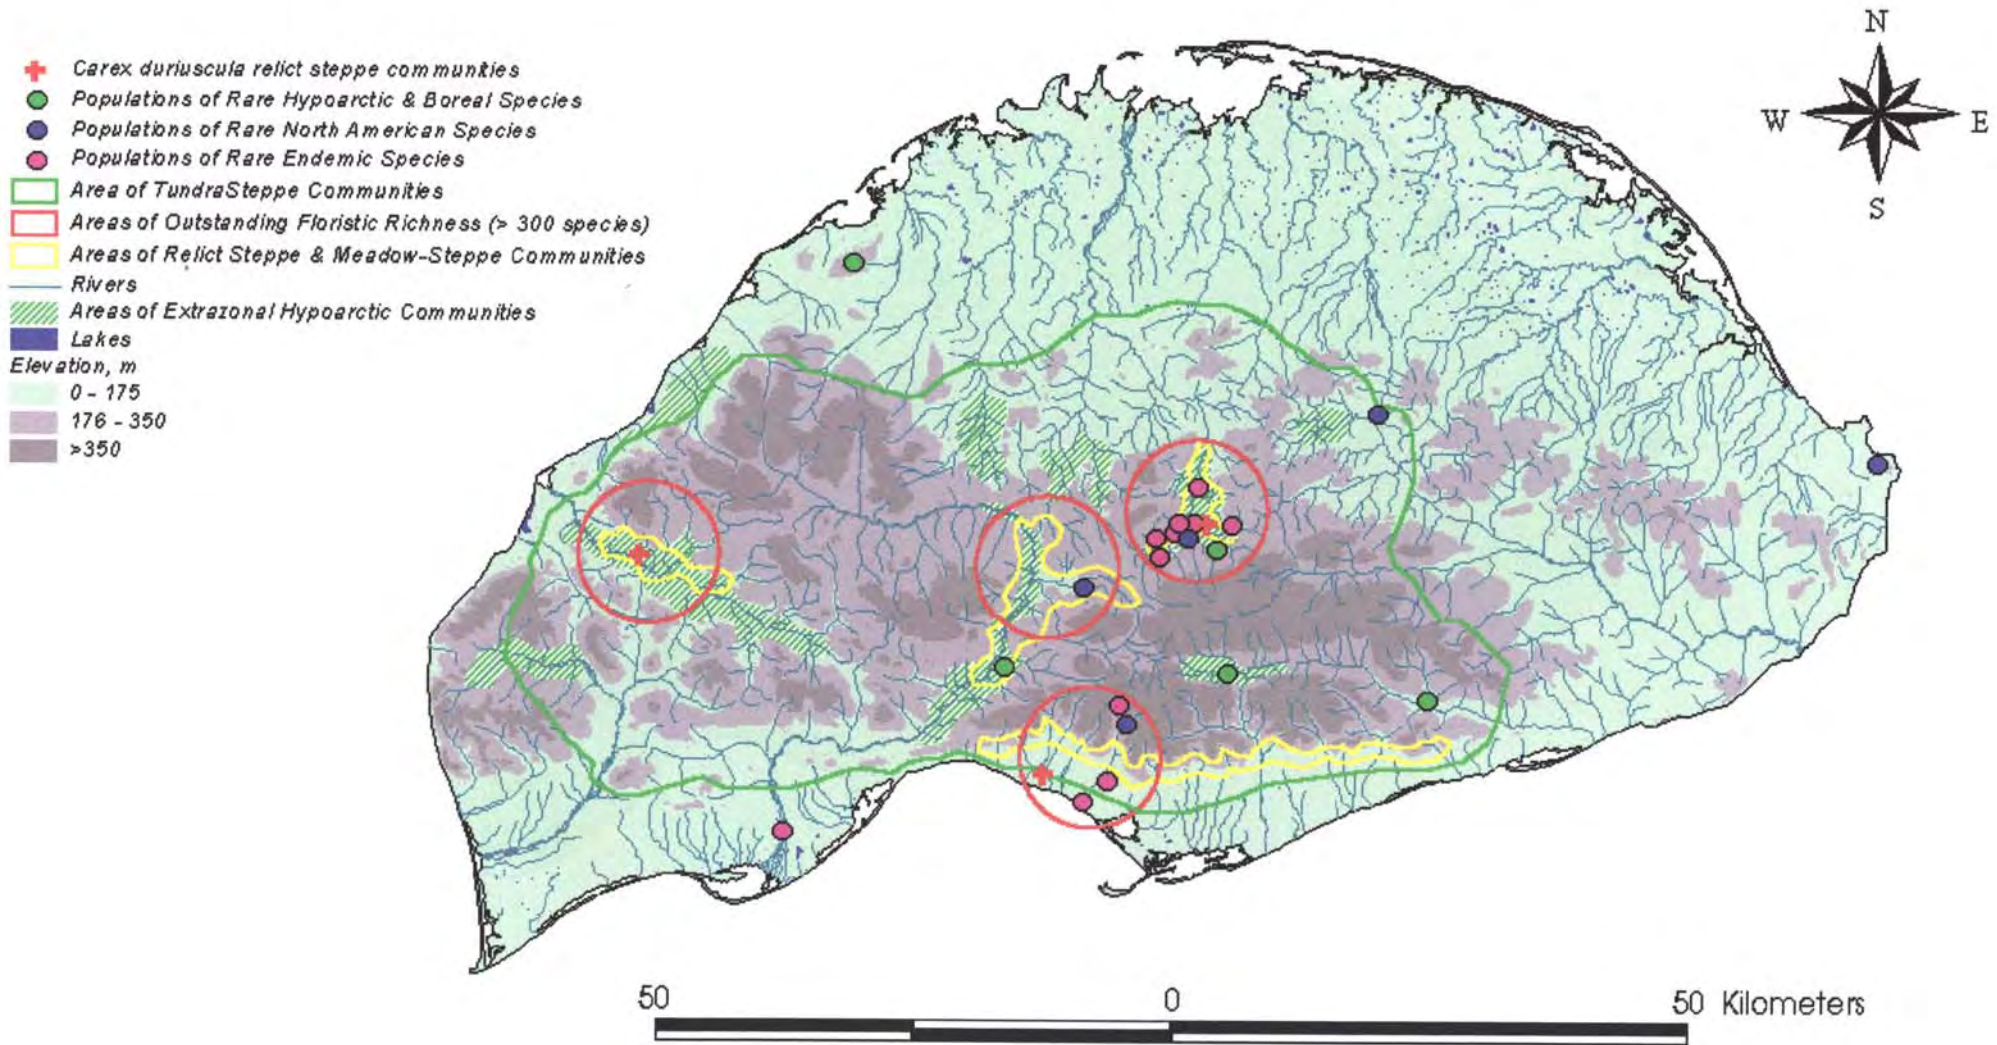 N
W E
S
Carex duriuscula relict steppe communities
Populations of Rare Hypoarctic & Boreal Species
Populations of Rare North American Species
Populations of Rare Endemic Species
Area of TundraSteppe Communities
Areas of Outstanding Floristic Richness (> 300 species)
Areas of Relict Steppe & Meadow-Steppe Communities
Rivers
Areas of Extrazonal Hypoarctic Communities
Lakes
Elevation, m
0 - 175
176 - 350
>350
50 0 50 Kilometers